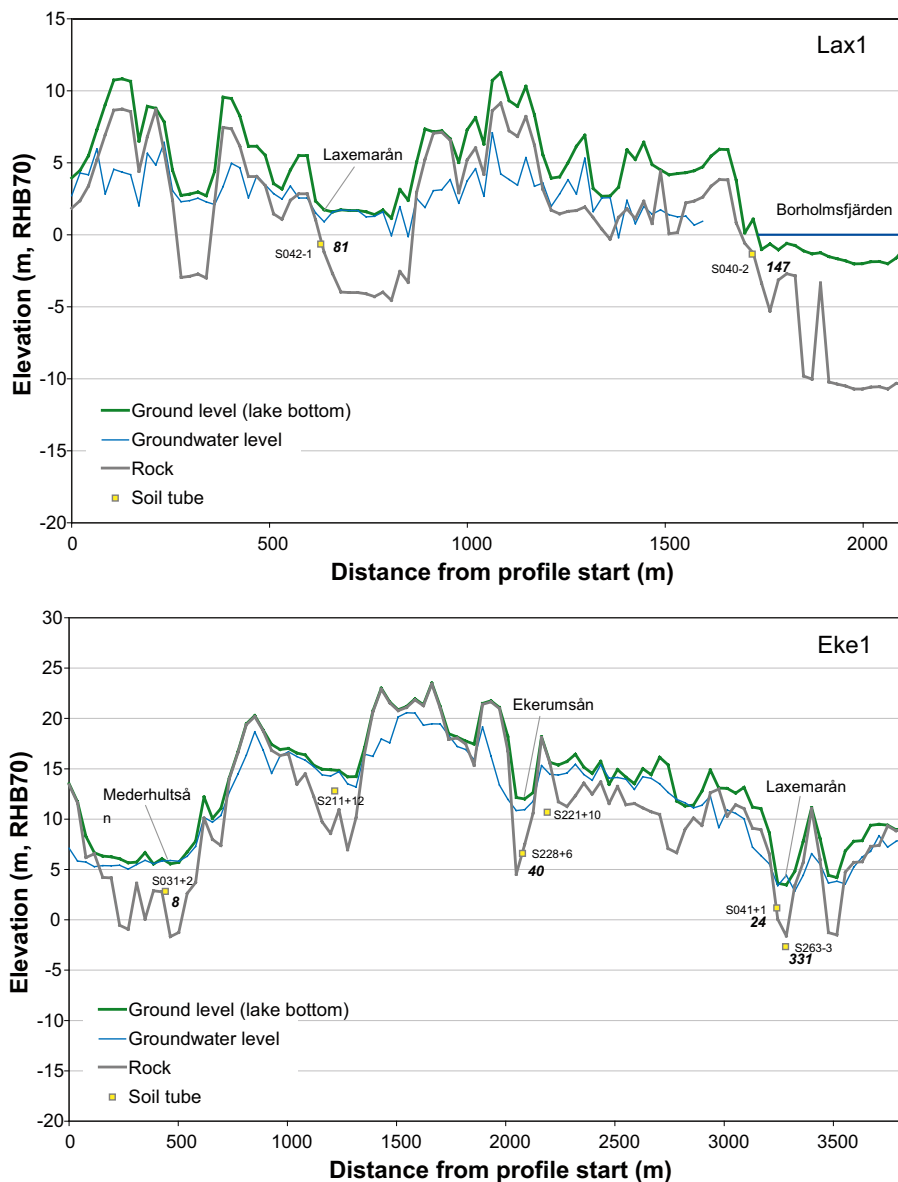 Lax1
15
10
5
0
-5
-10
-15
-20
Elevation (m, RHB70)
Laxemarån
S042-1
81
Borholmsfjärden
S040-2
147
Ground level (lake bottom)
Groundwater level
Rock
Soil tube
0 500 1000 1500 2000
Distance from profile start (m)
Eke1
30
25
20
15
10
5
0
-5
-10
-15
-20
Elevation (m, RHB70)
Ekerumsån
Mederhultså
n
S211+12
S221+10
Laxemarån
S228+6
40
S031+2
8
S041+1
24
S263-3
331
Ground level (lake bottom)
Groundwater level
Rock
Soil tube
0 500 1000 1500 2000 2500 3000 3500
Distance from profile start (m)